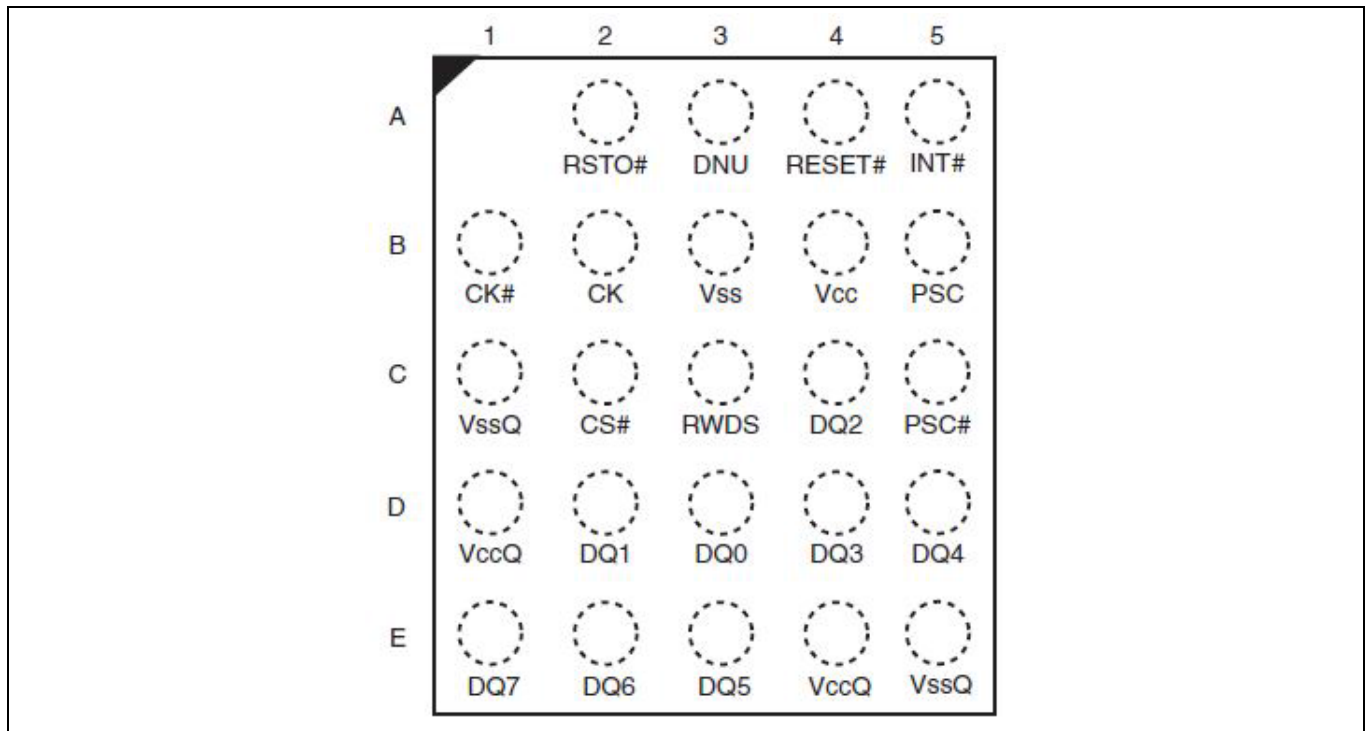 1 2 3 4 5
A
RSTO# DNU RESET# INT#
B
CK# CK Vss Vcc PSC
C
VssQ CS# RWDS DQ2 PSC#
D
VccQ DQ1 DQ0 DQ3 DQ4
E
DQ7 DQ6 DQ5 VccQ VssQ